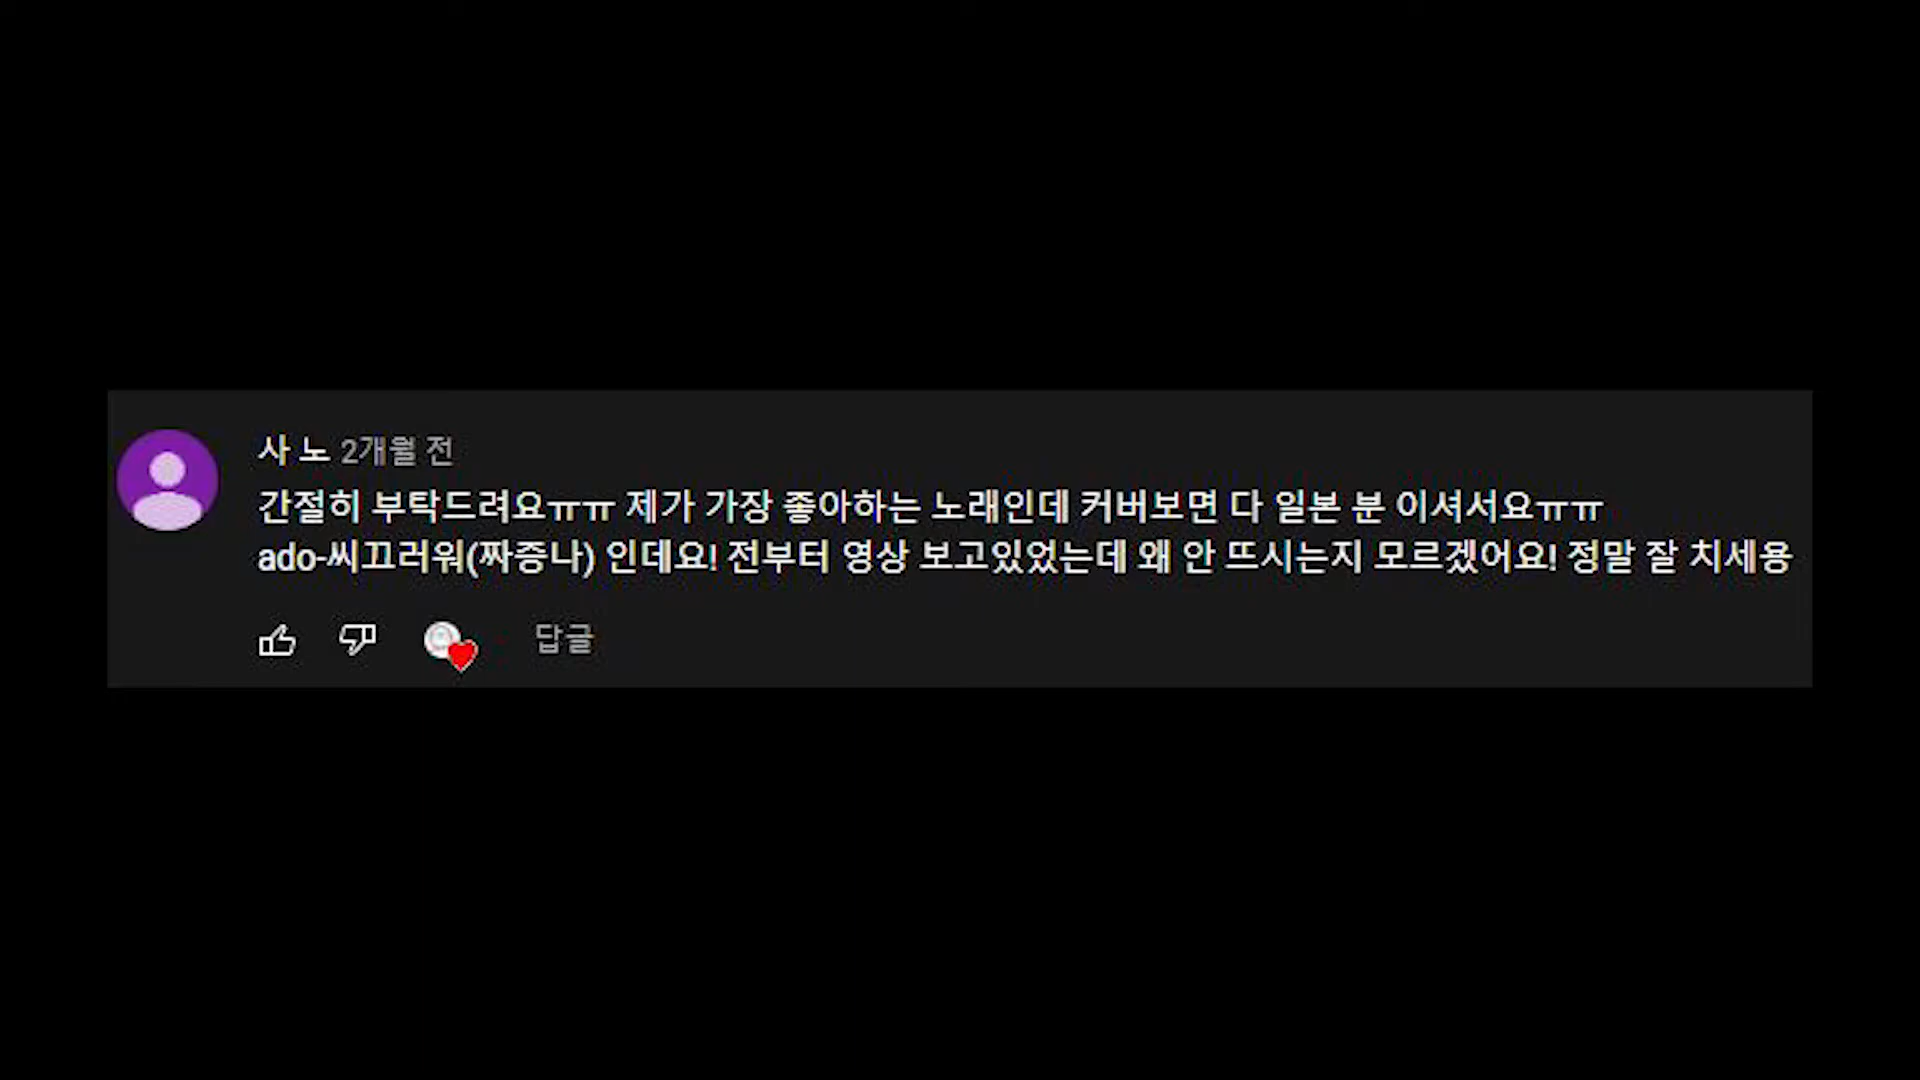 사 노 2개월 전
간절히 부탁드려요ㅠㅠ 제가 가장 좋아하는 노래인데 커버보면 다 일본 분 이셔서요ㅠㅠ
ado-씨끄러워(짜증나) 인데요! 전부터 영상 보고있었는데 왜 안 뜨시는지 모르겠어요! 정말 잘 치세용
답글